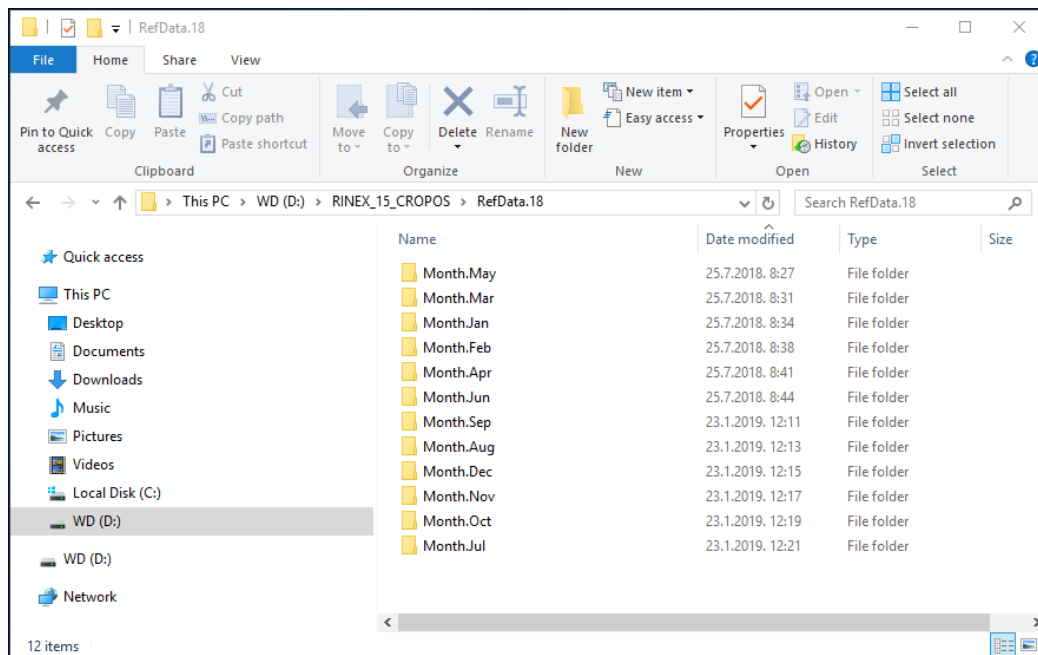 RefData.18
File Home Share View
Pin to Quick access
Copy
Paste
Cut
Copy path
Paste shortcut
Move to
Copy to
Delete
Rename
New folder
New item
Easy access
Properties
Open
Edit
History
Select all
Select none
Invert selection
Clipboard Organize New Open Select
This PC > WD (D:) > RINEX_15_CROPOS > RefData.18
Search RefData.18
Quick access
This PC
Desktop
Documents
Downloads
Music
Pictures
Videos
Local Disk (C:)
WD (D:)
WD (D:)
Network
Name Date modified Type Size
Month.May 25.7.2018. 8:27 File folder
Month.Mar 25.7.2018. 8:31 File folder
Month.Jan 25.7.2018. 8:34 File folder
Month.Feb 25.7.2018. 8:38 File folder
Month.Apr 25.7.2018. 8:41 File folder
Month.Jun 25.7.2018. 8:44 File folder
Month.Sep 23.1.2019. 12:11 File folder
Month.Aug 23.1.2019. 12:13 File folder
Month.Dec 23.1.2019. 12:15 File folder
Month.Nov 23.1.2019. 12:17 File folder
Month.Oct 23.1.2019. 12:19 File folder
Month.Jul 23.1.2019. 12:21 File folder
12 items